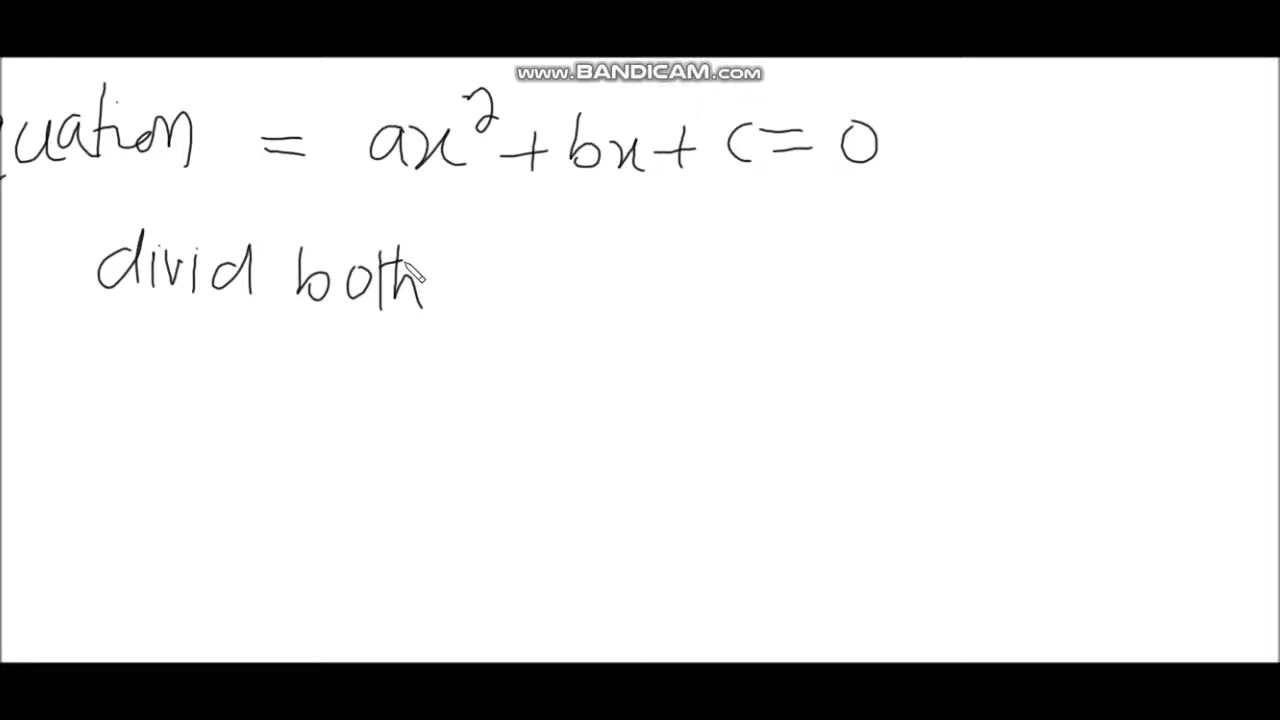 www.BANDICAM.com
uation = ax² + bx + c = 0
divid both